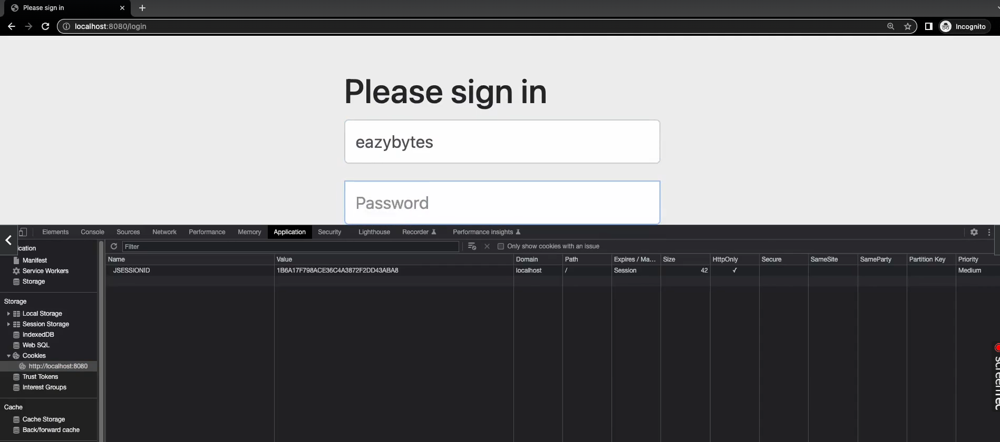 Please sign in
localhost:8080/login
Incognito
Please sign in
eazybytes
Password
Elements Console Sources Network Performance Memory Application Security Lighthouse Recorder Performance insights
ication
Manifest
Service Workers
Storage
Storage
Local Storage
Session Storage
IndexedDB
Web SQL
Cookies
http://localhost:8080
Trust Tokens
Interest Groups
Cache
Cache Storage
Back/forward cache
Filter
Only show cookies with an issue
Name Value Domain Path Expires / Ma... Size HttpOnly Secure SameSite SameParty Partition Key Priority
JSESSIONID 1B6A17F798ACE36C4A3872F2DD43ABA8 localhost / Session 42 ✓ Medium